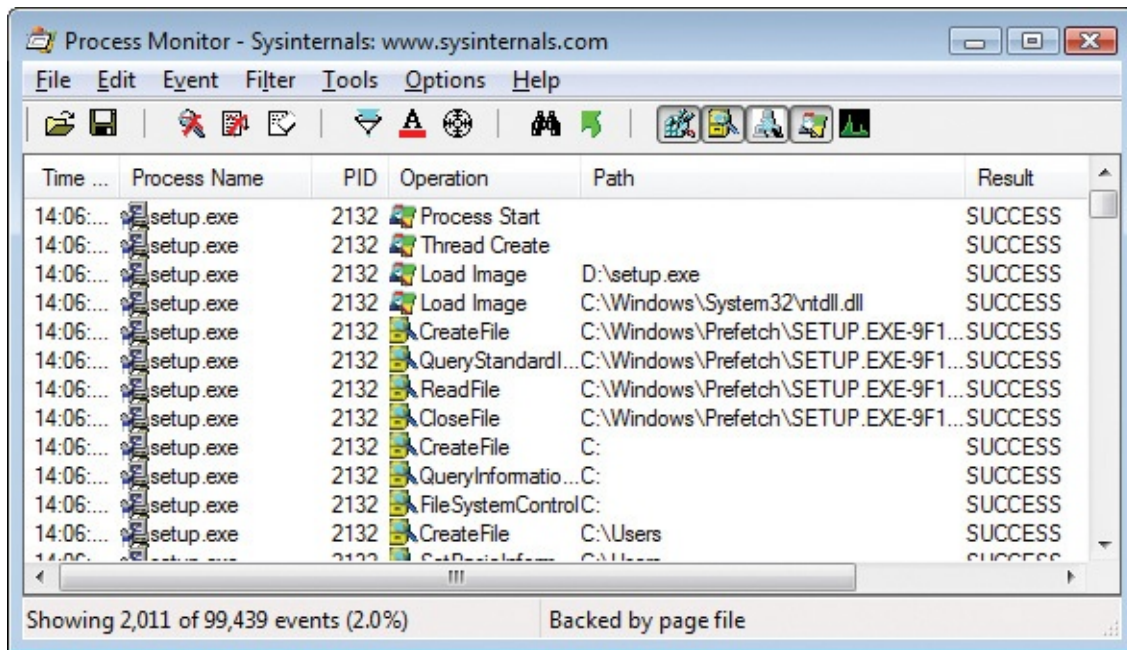 Process Monitor - Sysinternals: www.sysinternals.com
File Edit Event Filter Tools Options Help
Time ... Process Name PID Operation Path Result
14:06:... setup.exe 2132 Process Start SUCCESS
14:06:... setup.exe 2132 Thread Create SUCCESS
14:06:... setup.exe 2132 Load Image D:\setup.exe SUCCESS
14:06:... setup.exe 2132 Load Image C:\Windows\System32\ntdll.dll SUCCESS
14:06:... setup.exe 2132 CreateFile C:\Windows\Prefetch\SETUP.EXE-9F1... SUCCESS
14:06:... setup.exe 2132 QueryStandardI... C:\Windows\Prefetch\SETUP.EXE-9F1... SUCCESS
14:06:... setup.exe 2132 ReadFile C:\Windows\Prefetch\SETUP.EXE-9F1... SUCCESS
14:06:... setup.exe 2132 CloseFile C:\Windows\Prefetch\SETUP.EXE-9F1... SUCCESS
14:06:... setup.exe 2132 CreateFile C: SUCCESS
14:06:... setup.exe 2132 QueryInformatio... C: SUCCESS
14:06:... setup.exe 2132 FileSystemControl C: SUCCESS
14:06:... setup.exe 2132 CreateFile C:\Users SUCCESS
Showing 2,011 of 99,439 events (2.0%) Backed by page file